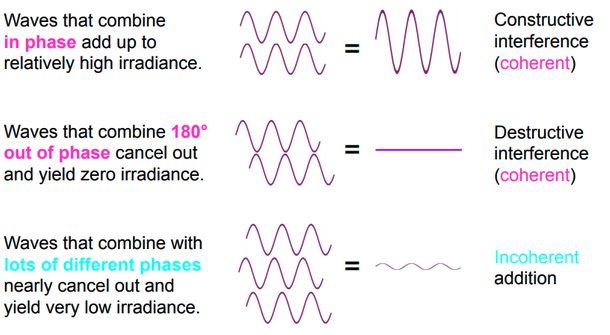 Waves that combine
in phase add up to
relatively high irradiance.
=
Constructive
interference
(coherent)
Waves that combine 180°
out of phase cancel out
and yield zero irradiance.
=
Destructive
interference
(coherent)
Waves that combine with
lots of different phases
nearly cancel out and
yield very low irradiance.
=
Incoherent
addition